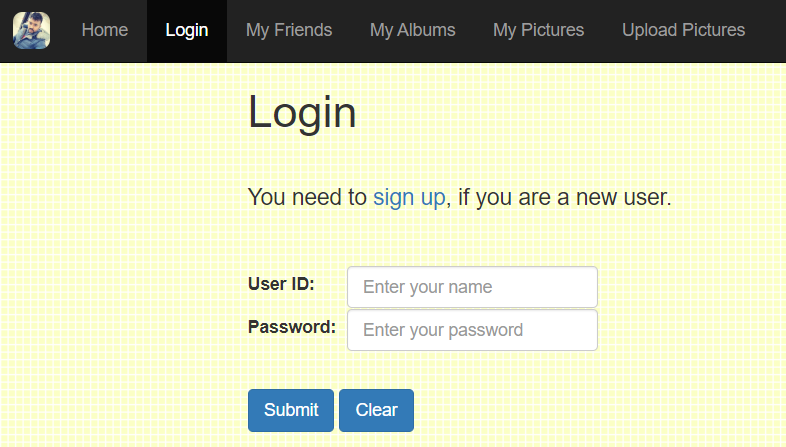 Home Login My Friends My Albums My Pictures Upload Pictures
Login
You need to sign up, if you are a new user.
User ID: Enter your name
Password: Enter your password
Submit Clear